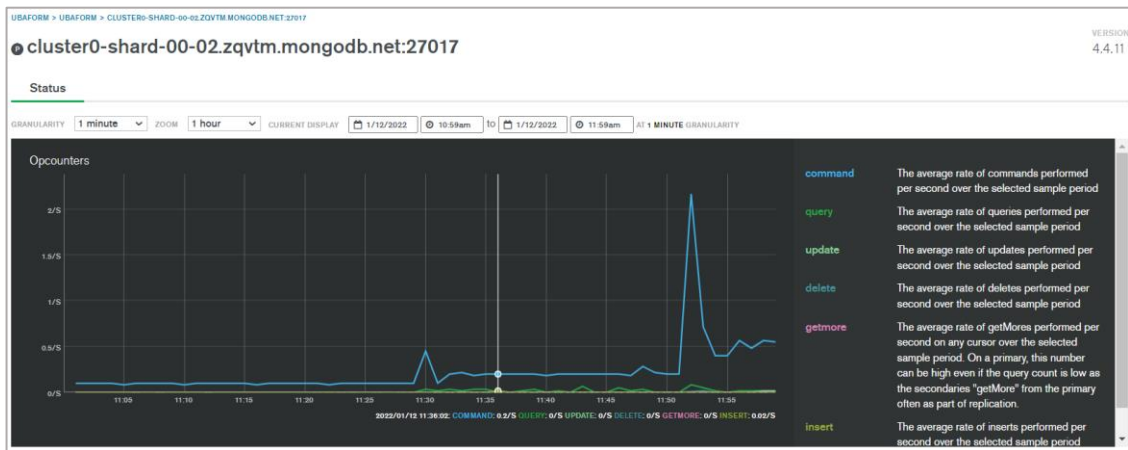 UBAFORM > UBAFORM > CLUSTER0-SHARD-00-02.ZQVTM.MONGODB.NET:27017
P cluster0-shard-00-02.zqvtm.mongodb.net:27017
VERSION
4.4.11
Status
GRANULARITY 1 minute ZOOM 1 hour CURRENT DISPLAY 1/12/2022 10:59am to 1/12/2022 11:59am AT 1 MINUTE GRANULARITY
Opcounters
2/S
1.5/S
1/S
0.5/S
0/S
11:05 11:10 11:15 11:20 11:25 11:30 11:35 11:40 11:45 11:50 11:55
2022/01/12 11:36:02: COMMAND: 0.2/S QUERY: 0/S UPDATE: 0/S DELETE: 0/S GETMORE: 0/S INSERT: 0.02/S
command The average rate of commands performed
per second over the selected sample period
query The average rate of queries performed per
second over the selected sample period
update The average rate of updates performed per
second over the selected sample period
delete The average rate of deletes performed per
second over the selected sample period
getmore The average rate of getMores performed per
second on any cursor over the selected
sample period. On a primary, this number
can be high even if the query count is low as
the secondaries "getMore" from the primary
often as part of replication.
insert The average rate of inserts performed per
second over the selected sample period